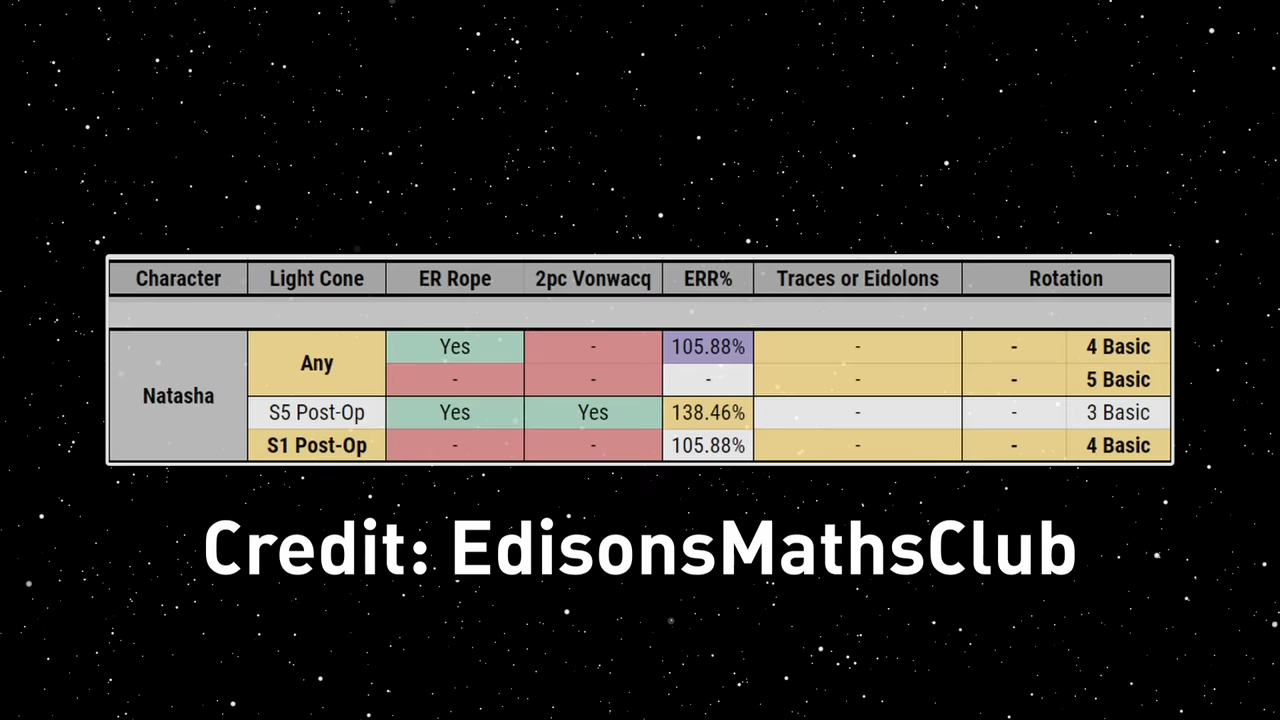 Character Light Cone ER Rope 2pc Vonwacq ERR% Traces or Eidolons Rotation
Natasha Any Yes - 105.88% - - 4 Basic
- - - - - 5 Basic
S5 Post-Op Yes Yes 138.46% - - 3 Basic
S1 Post-Op - - 105.88% - - 4 Basic
Credit: EdisonsMathsClub